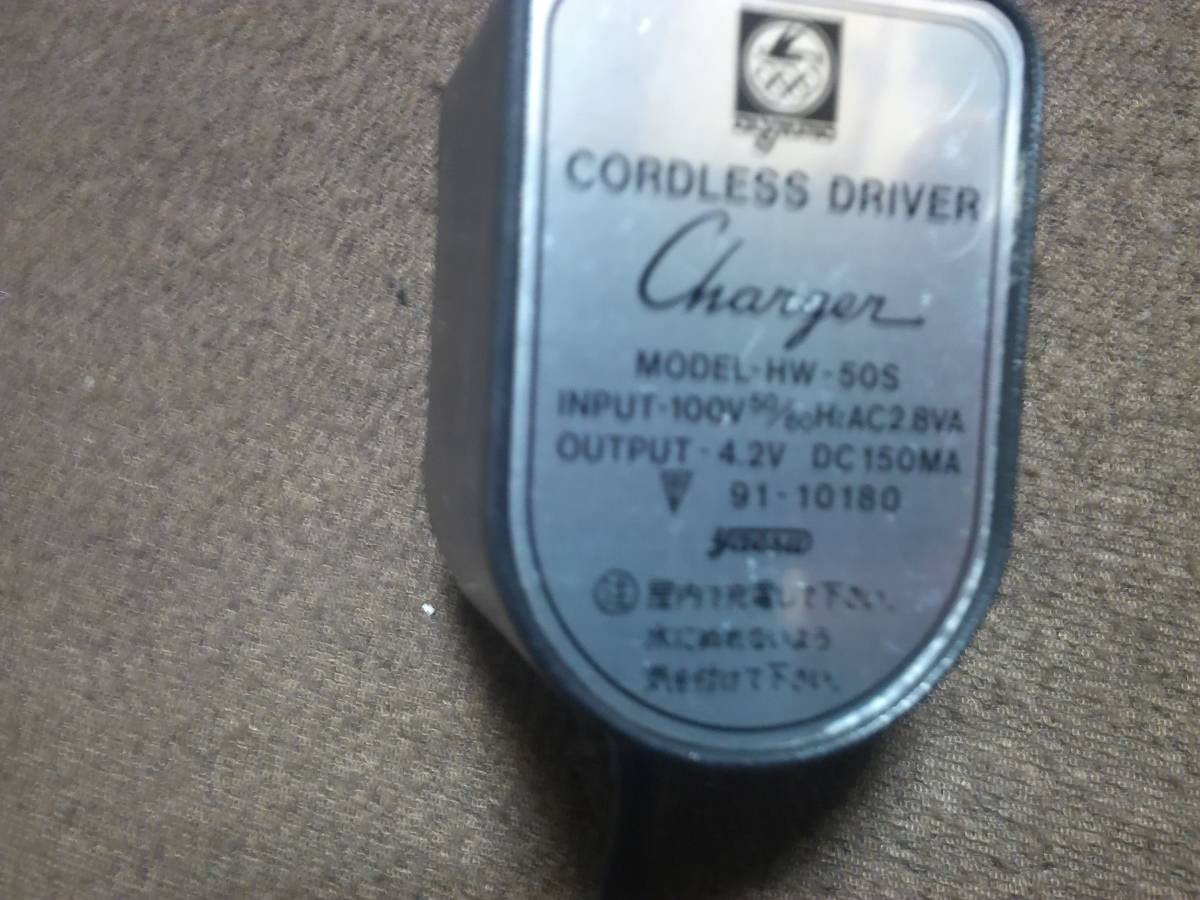 CORDLESS DRIVER
Charger
MODEL-HW-50S
INPUT·100V 50/60Hz AC2.8VA
OUTPUT·4.2V DC150MA
91-10180
注 屋内で充電して下さい。
水にぬれないよう
気を付けて下さい。